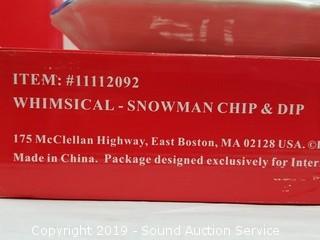 ITEM: #11112092
WHIMSICAL - SNOWMAN CHIP & DIP
175 McClellan Highway, East Boston, MA 02128 USA.
Made in China. Package designed exclusively for
Copyright 2019 - Sound Auction Service